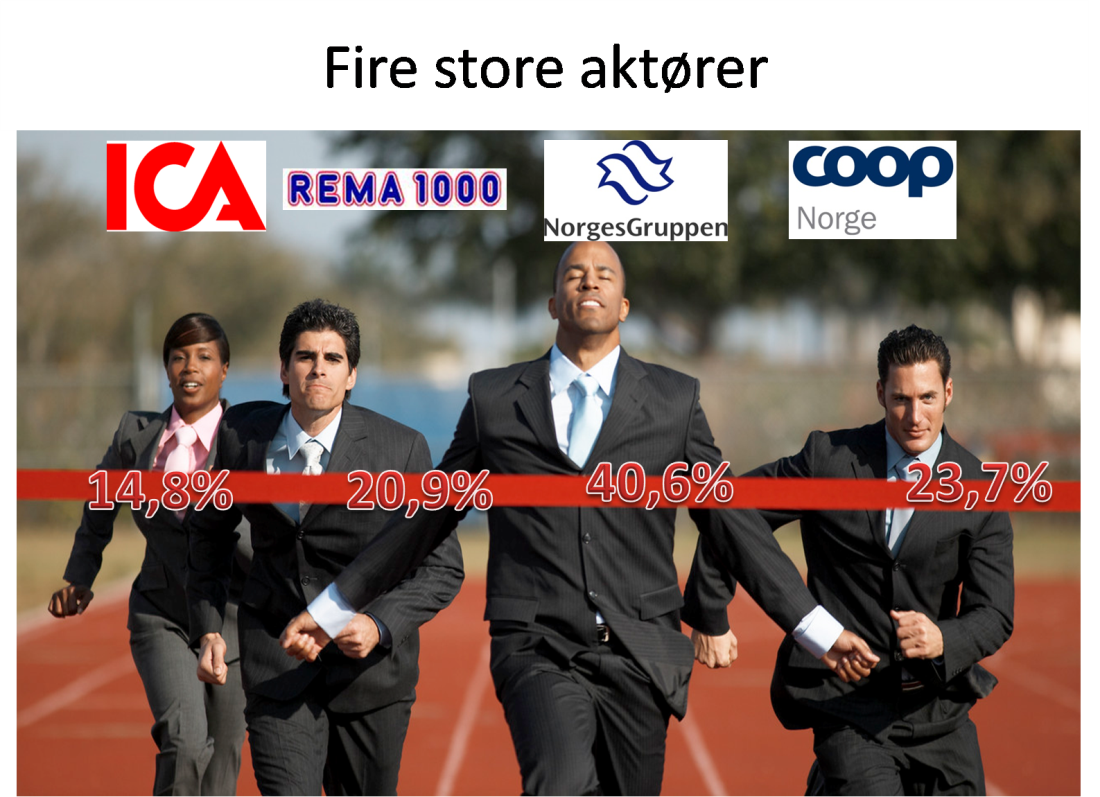 Fire store aktører
ICA
REMA 1000
NorgesGruppen
coop
Norge
14,8%
20,9%
40,6%
23,7%